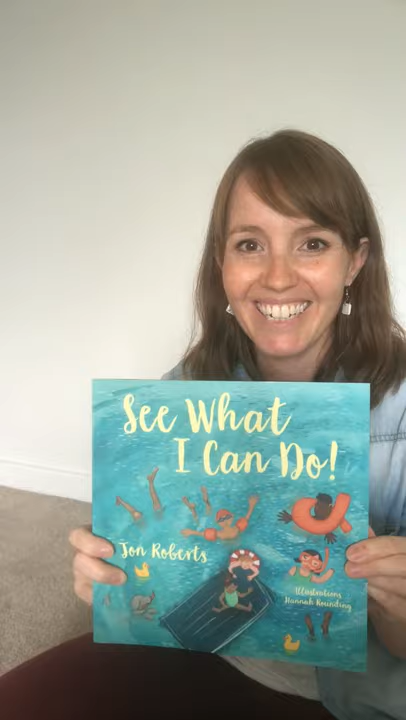 See What
I Can Do!
Jon Roberts
Illustrations
Hannah Rounding